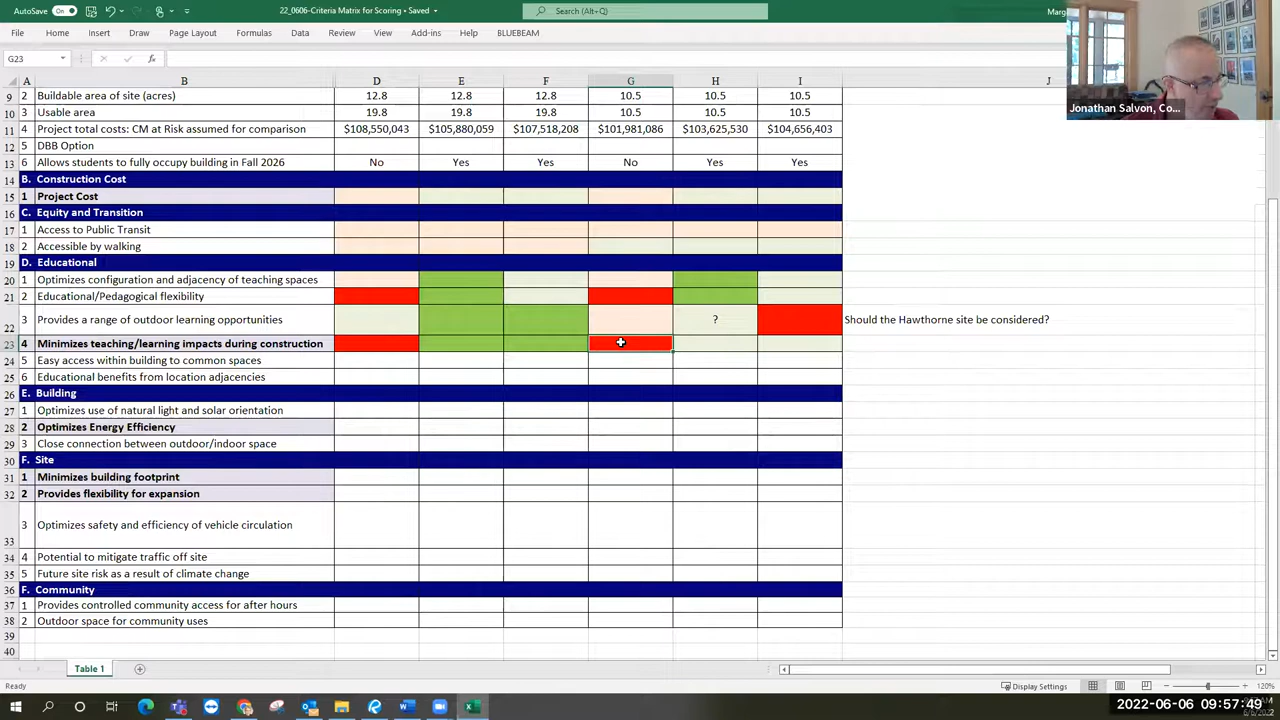 AutoSave On 22_0606-Criteria Matrix for Scoring • Saved Search (Alt+Q)
File Home Insert Draw Page Layout Formulas Data Review View Add-ins Help BLUEBEAM
Jonathan Salvon, Co...
G23 fx
A B D E F G H I J
9 2 Buildable area of site (acres) 12.8 12.8 12.8 10.5 10.5 10.5
10 3 Usable area 19.8 19.8 19.8 10.5 10.5 10.5
11 4 Project total costs: CM at Risk assumed for comparison $108,550,043 $105,880,059 $107,518,208 $101,981,086 $103,625,530 $104,656,403
12 5 DBB Option
13 6 Allows students to fully occupy building in Fall 2026 No Yes Yes No Yes Yes
14 B. Construction Cost
15 1 Project Cost
16 C. Equity and Transition
17 1 Access to Public Transit
18 2 Accessible by walking
19 D. Educational
20 1 Optimizes configuration and adjacency of teaching spaces
21 2 Educational/Pedagogical flexibility
22 3 Provides a range of outdoor learning opportunities ? Should the Hawthorne site be considered?
23 4 Minimizes teaching/learning impacts during construction
24 5 Easy access within building to common spaces
25 6 Educational benefits from location adjacencies
26 E. Building
27 1 Optimizes use of natural light and solar orientation
28 2 Optimizes Energy Efficiency
29 3 Close connection between outdoor/indoor space
30 F. Site
31 1 Minimizes building footprint
32 2 Provides flexibility for expansion
33 3 Optimizes safety and efficiency of vehicle circulation
34 4 Potential to mitigate traffic off site
35 5 Future site risk as a result of climate change
36 F. Community
37 1 Provides controlled community access for after hours
38 2 Outdoor space for community uses
39
40
Table 1
Ready Display Settings 120%
2022-06-06 09:57:49